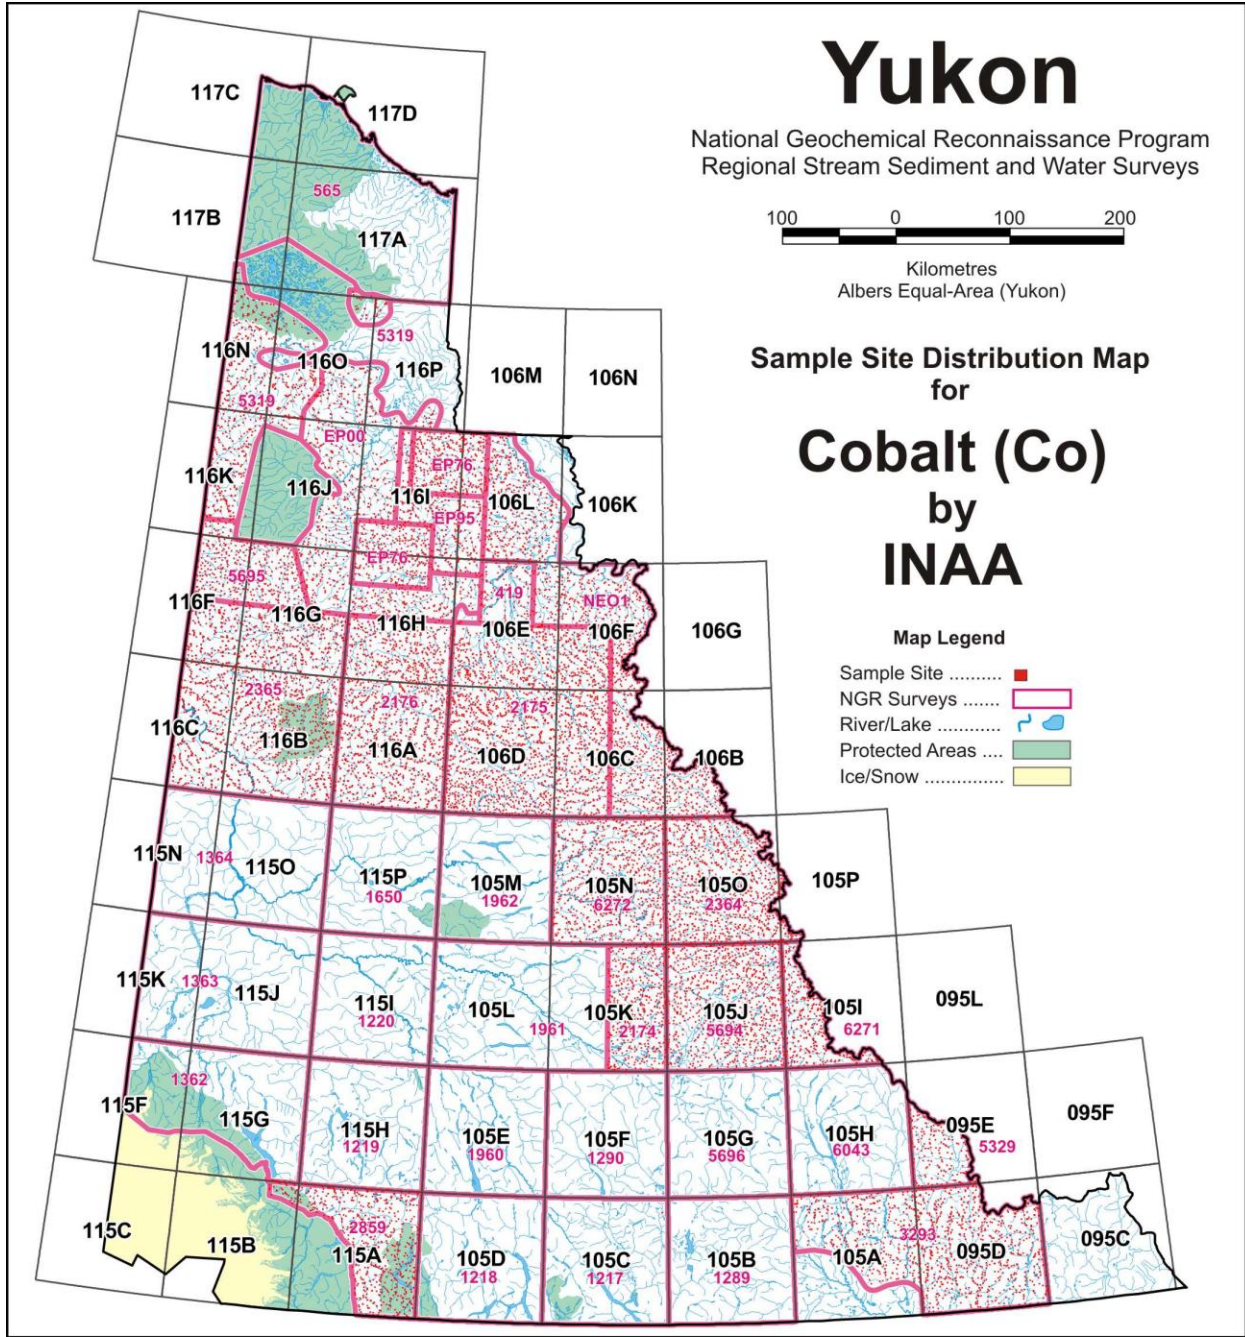 Yukon
National Geochemical Reconnaissance Program
Regional Stream Sediment and Water Surveys
100 0 100 200
Kilometres
Albers Equal-Area (Yukon)
Sample Site Distribution Map
for
Cobalt (Co)
by
INAA
Map Legend
Sample Site ..........
NGR Surveys .......
River/Lake ............
Protected Areas ....
Ice/Snow ...............
117C
117D
565
117B
117A
5319
116N
116O
116P
106M
106N
5319
EP00
EP76
116K
116J
116I
106L
106K
EP95
EP76
5695
419
NEO1
116F
116G
116H
106E
106F
106G
2365
2176
2175
116C
116B
116A
106D
106C
106B
115N
1364
115O
115P
1650
105M
1962
105N
6272
105O
2364
105P
115K
1363
115J
115I
1220
105L
1961
105K
2174
105J
5694
105I
6271
095L
1362
115F
115G
115H
1219
105E
1960
105F
1290
105G
5696
105H
6043
095E
5329
095F
115C
115B
2859
115A
105D
1218
105C
1217
105B
1289
105A
3293
095D
095C